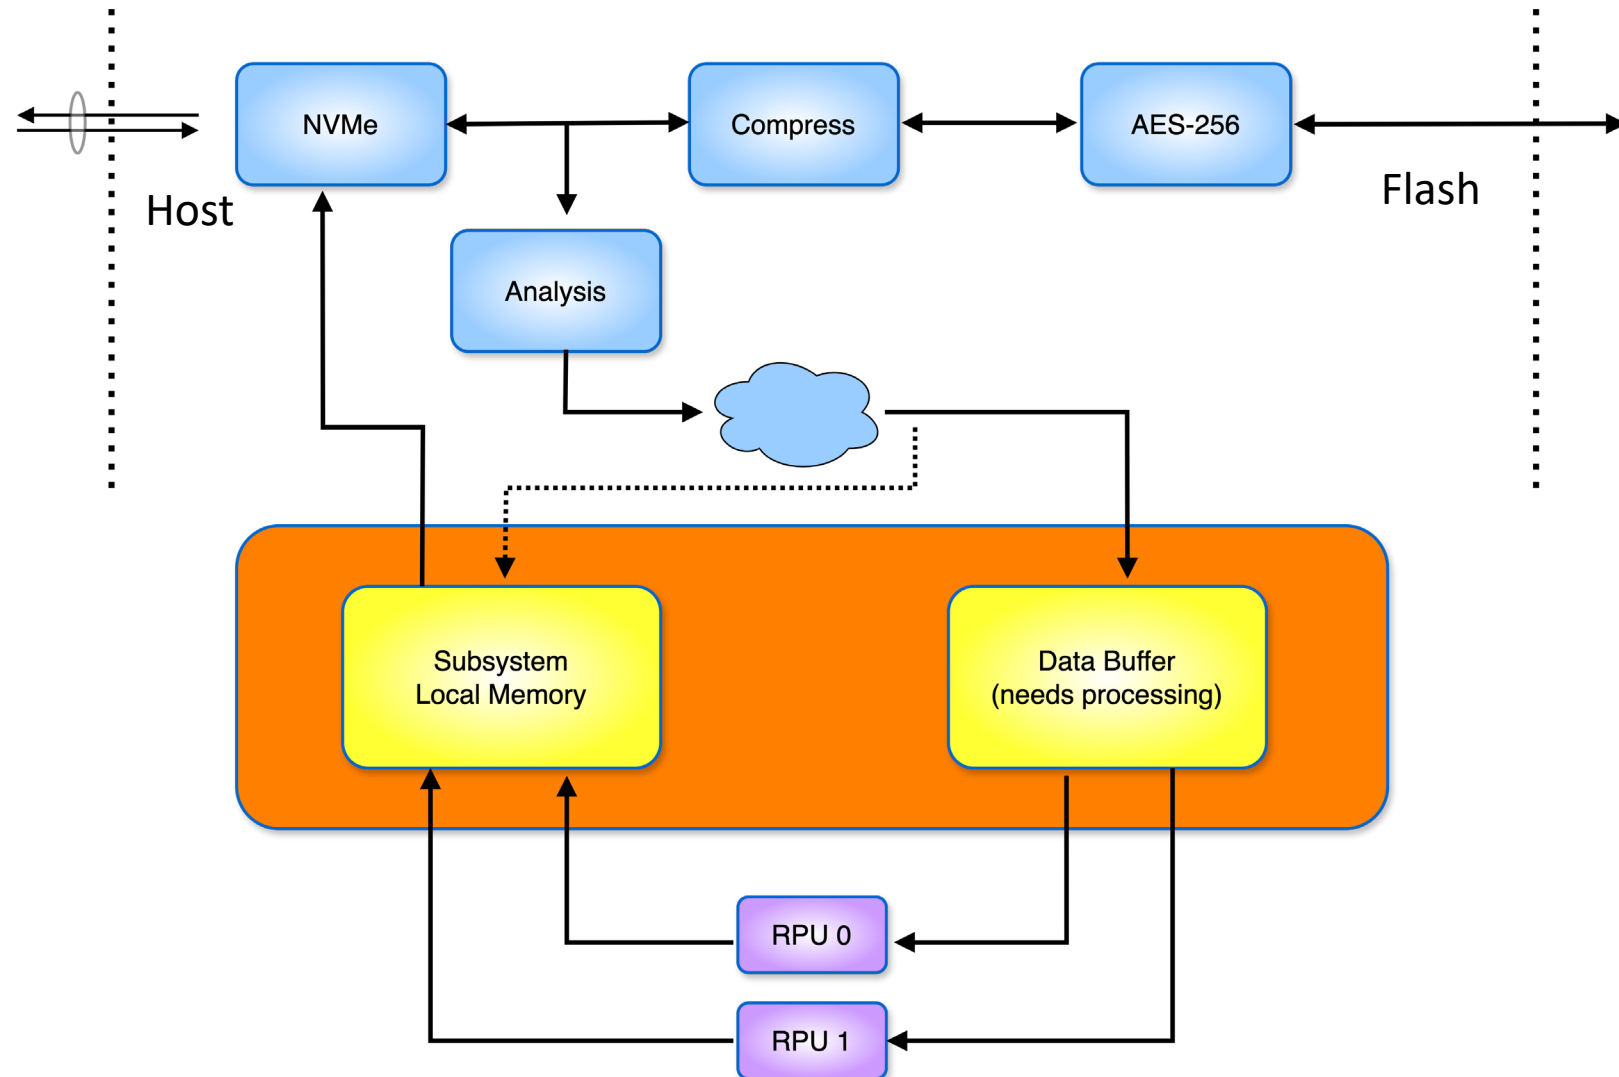 NVMe
Compress
AES-256
Host
Flash
Analysis
Subsystem
Local Memory
Data Buffer
(needs processing)
RPU 0
RPU 1